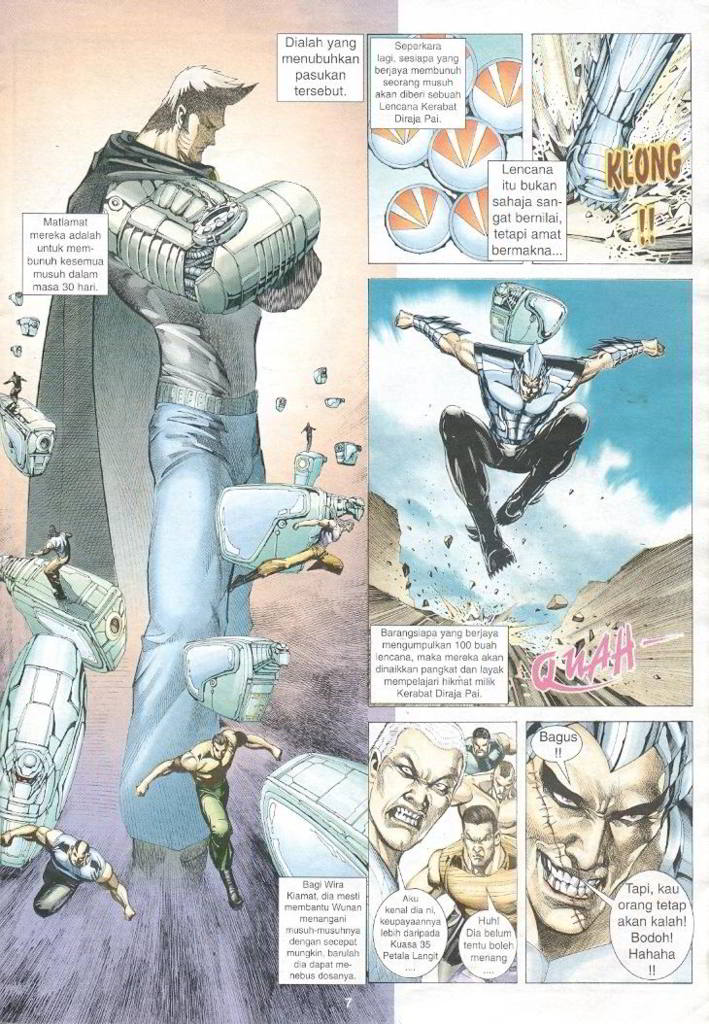 Dialah yang
menubuhkan
pasukan
tersebut.
Matlamat
mereka adalah
untuk mem-
bunuh kesemua
musuh dalam
masa 30 hari.
Bagi Wira
Kiamat, dia mesti
membantu Wunan
menangani
musuh-musuhnya
dengan secepat
mungkin, barulah
dia dapat me-
nebus dosanya.
Seperkara
lagi, sesiapa yang
berjaya membunuh
seorang musuh
akan diberi sebuah
Lencana Kerabat
Diraja Pai.
Lencana
itu bukan
sahaja san-
gat bernilai,
tetapi amat
bermakna...
KLONG
!!
Barangsiapa yang berjaya
mengumpulkan 100 buah
lencana, maka mereka akan
dinaikkan pangkat dan layak
mempelajari hikmat milik
Kerabat Diraja Pai.
QUAH
Aku
kenal dia ni,
keupayaannya
lebih daripada
Kuasa 35
Petala Langit
....
Huh!
Dia belum
tentu boleh
menang
....
Bagus
!!
Tapi, kau
orang tetap
akan kalah!
Bodoh!
Hahaha
!!
7